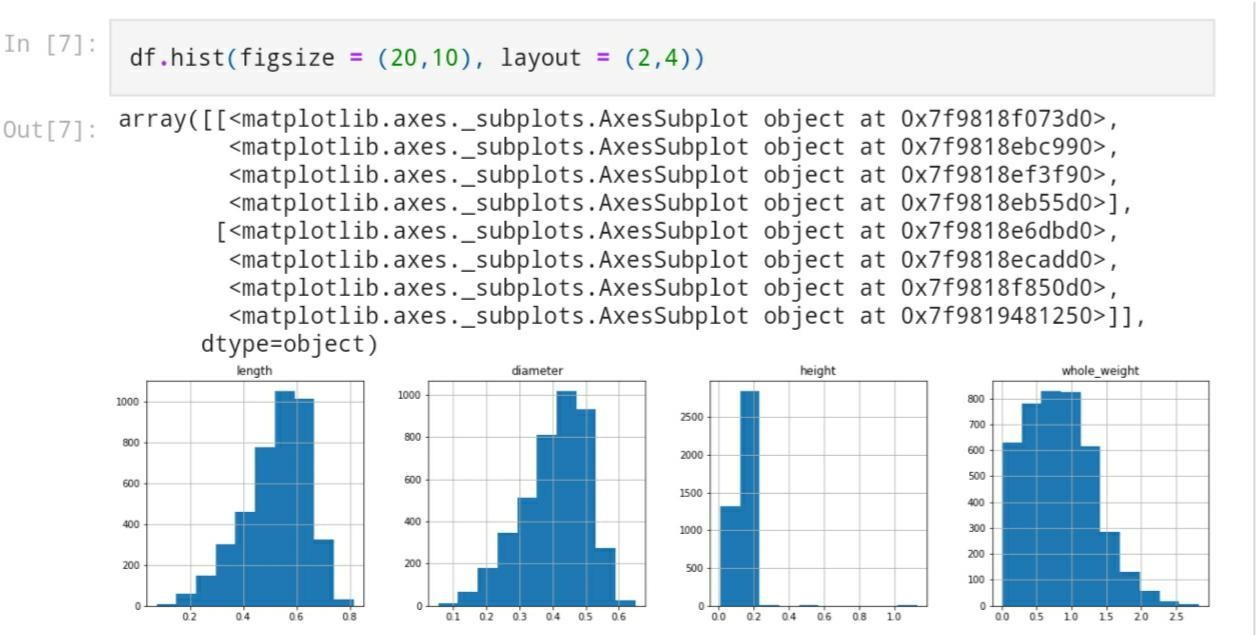 In [7]:
df.hist(figsize = (20,10), layout = (2,4))
Out[7]:
array([[<matplotlib.axes._subplots.AxesSubplot object at 0x7f9818f073d0>,
<matplotlib.axes._subplots.AxesSubplot object at 0x7f9818ebc990>,
<matplotlib.axes._subplots.AxesSubplot object at 0x7f9818ef3f90>,
<matplotlib.axes._subplots.AxesSubplot object at 0x7f9818eb55d0>],
[<matplotlib.axes._subplots.AxesSubplot object at 0x7f9818e6dbd0>,
<matplotlib.axes._subplots.AxesSubplot object at 0x7f9818ecadd0>,
<matplotlib.axes._subplots.AxesSubplot object at 0x7f9818f850d0>,
<matplotlib.axes._subplots.AxesSubplot object at 0x7f9819481250>]],
dtype=object)
length
1000
800
600
400
200
0
0.2 0.4 0.6 0.8
diameter
1000
800
600
400
200
0
0.1 0.2 0.3 0.4 0.5 0.6
height
2500
2000
1500
1000
500
0
0.0 0.2 0.4 0.6 0.8 1.0
whole_weight
800
700
600
500
400
300
200
100
0
0.0 0.5 1.0 1.5 2.0 2.5